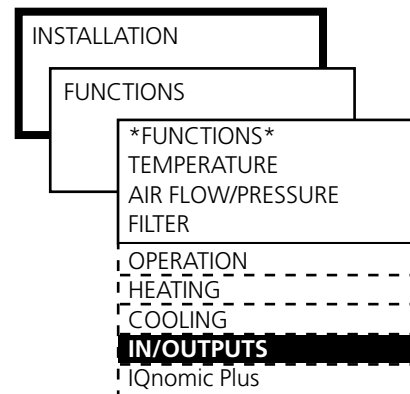 INSTALLATION
FUNCTIONS
*FUNCTIONS*
TEMPERATURE
AIR FLOW/PRESSURE
FILTER
OPERATION
HEATING
COOLING
IN/OUTPUTS
IQnomic Plus